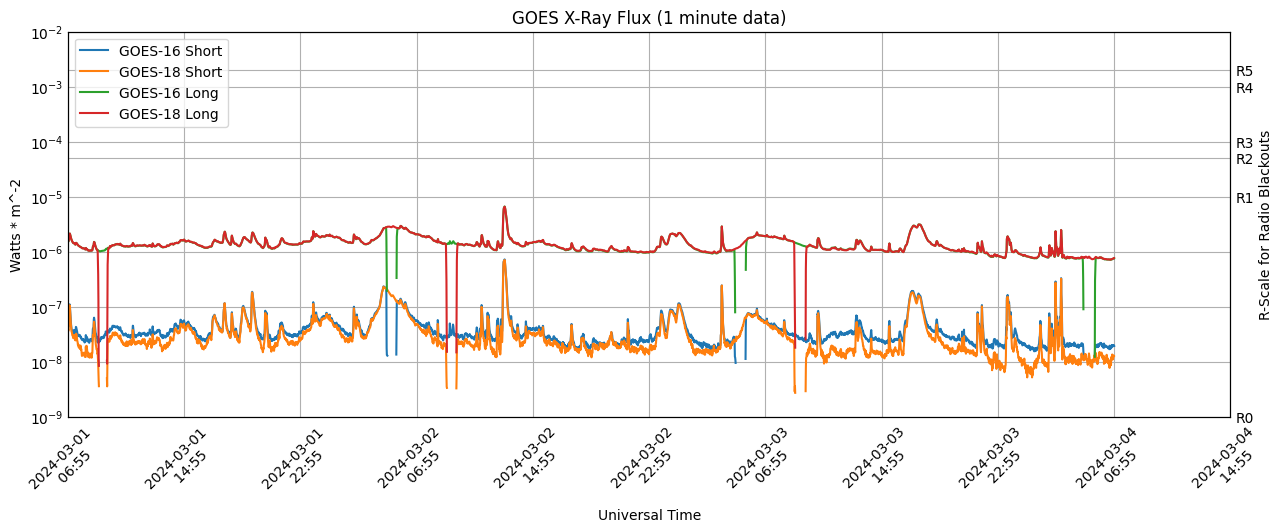 GOES X-Ray Flux (1 minute data)
GOES-16 Short
GOES-18 Short
GOES-16 Long
GOES-18 Long
Watts * m^-2
10⁻²
10⁻³
10⁻⁴
10⁻⁵
10⁻⁶
10⁻⁷
10⁻⁸
10⁻⁹
R5
R4
R3
R2
R1
R0
R-Scale for Radio Blackouts
2024-03-01
06:55
2024-03-01
14:55
2024-03-01
22:55
2024-03-02
06:55
2024-03-02
14:55
2024-03-02
22:55
2024-03-03
06:55
2024-03-03
14:55
2024-03-03
22:55
2024-03-04
06:55
2024-03-04
14:55
Universal Time